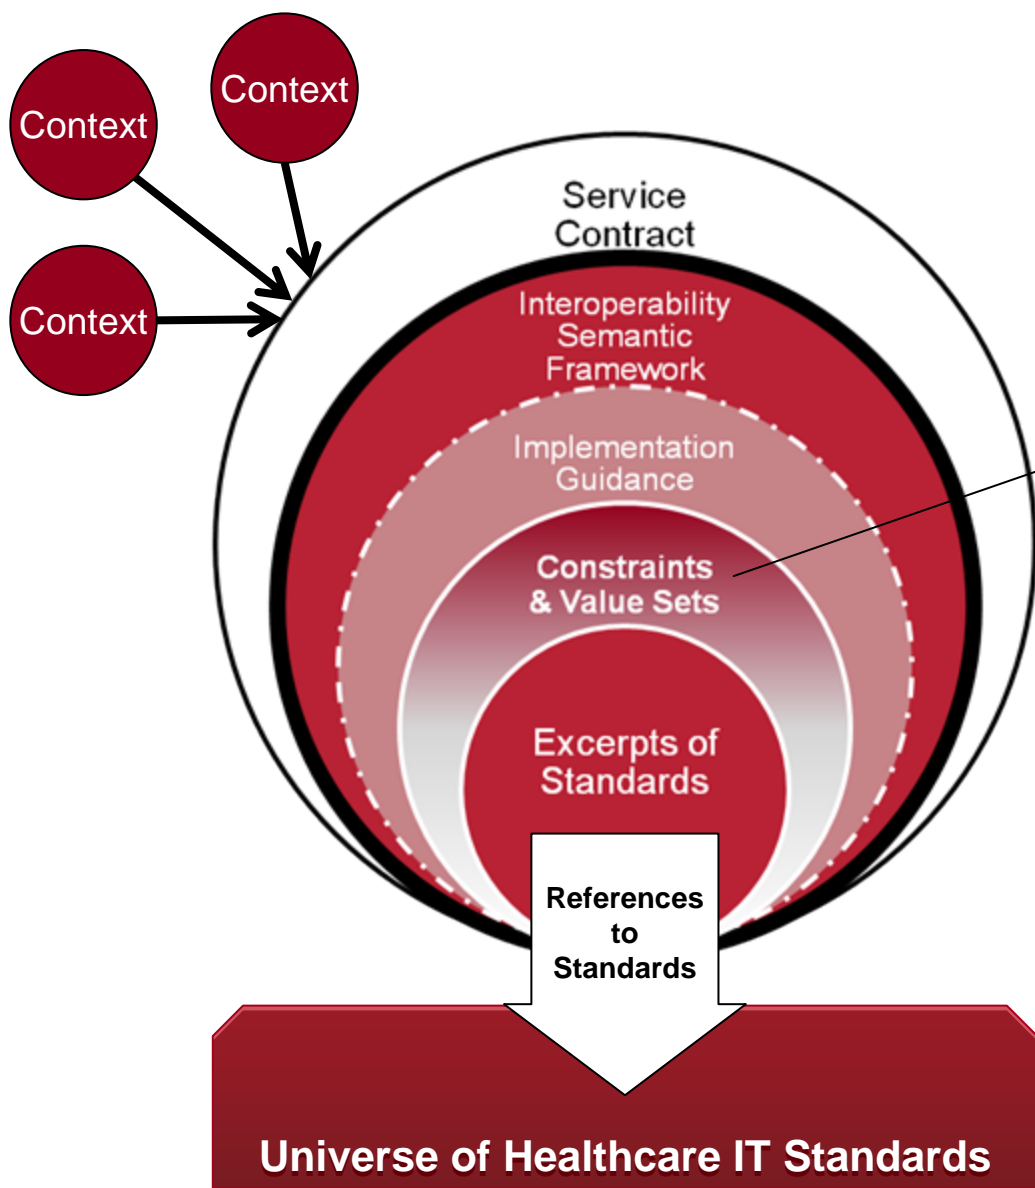 Context
Context
Context
Service
Contract
Interoperability
Semantic
Framework
Implementation
Guidance
Constraints
& Value Sets
Excerpts of
Standards
References
to
Standards
Universe of Healthcare IT Standards